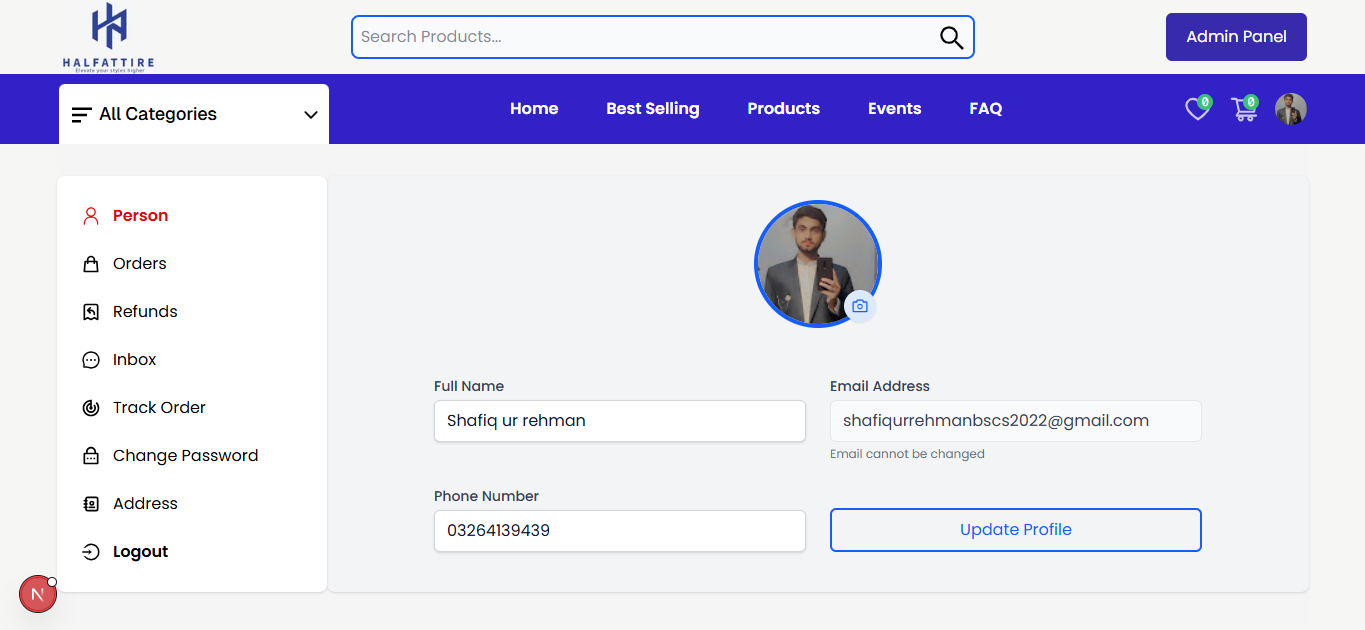 HALFATTIRE
Elevate your styles higher
Search Products...
Admin Panel
All Categories
Home
Best Selling
Products
Events
FAQ
0
0
Person
Orders
Refunds
Inbox
Track Order
Change Password
Address
Logout
N
Full Name
Shafiq ur rehman
Email Address
shafiqurrehmanbscs2022@gmail.com
Email cannot be changed
Phone Number
03264139439
Update Profile